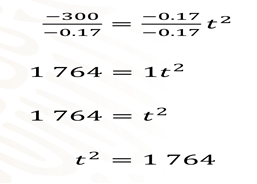 −300/−0.17 = −0.17/−0.17 t²
1 764 = 1t²
1 764 = t²
t² = 1 764